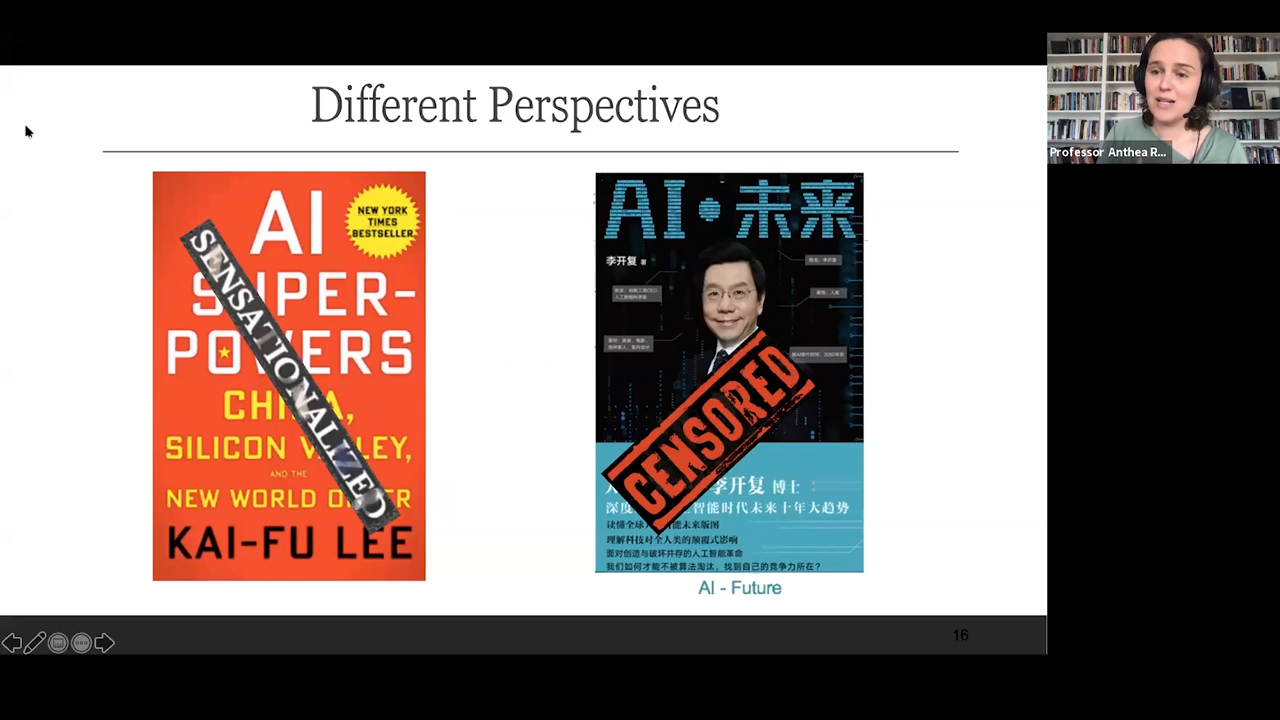 Different Perspectives
Professor Anthea R...
AI
NEW YORK
TIMES
BESTSELLER
SUPER-
POWERS
CHINA,
SILICON VALLEY,
AND THE
NEW WORLD ORDER
KAI-FU LEE
SENSATIONALIZED
AI·未来
李开复 著
CENSORED
李开复 博士
智能时代未来十年大趋势
读懂全球
能未来版图
理解科技对全人类的颠覆式影响
面对创造与破坏并存的人工智能革命
我们如何才能不被算法淘汰,找到自己的竞争力所在?
AI - Future
16